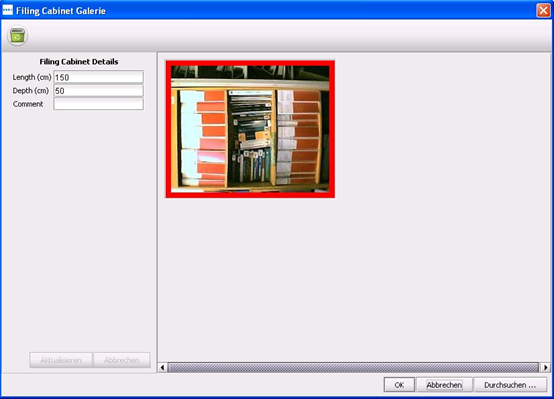 Filing Cabinet Galerie
Filing Cabinet Details
Length (cm) 150
Depth (cm) 50
Comment
Aktualisieren Abbrechen
OK Abbrechen Durchsuchen ...